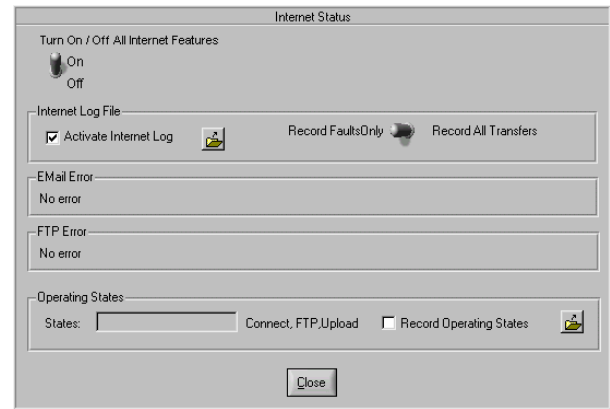 Internet Status
Turn On / Off All Internet Features
On
Off
Internet Log File
Activate Internet Log
Record FaultsOnly
Record All Transfers
EMail Error
No error
FTP Error
No error
Operating States
States:
Connect, FTP,Upload
Record Operating States
Close